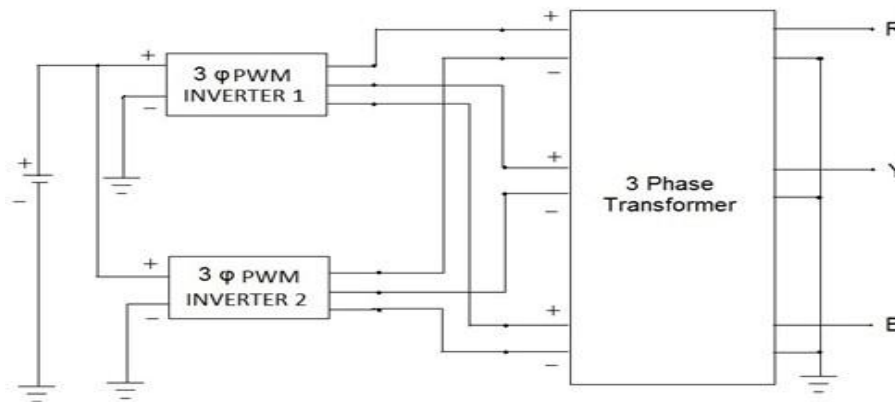 +
3 φ PWM
INVERTER 1
−
+
−
+
3 φ PWM
INVERTER 2
−
+
−
+
−
+
−
3 Phase
Transformer
R
Y